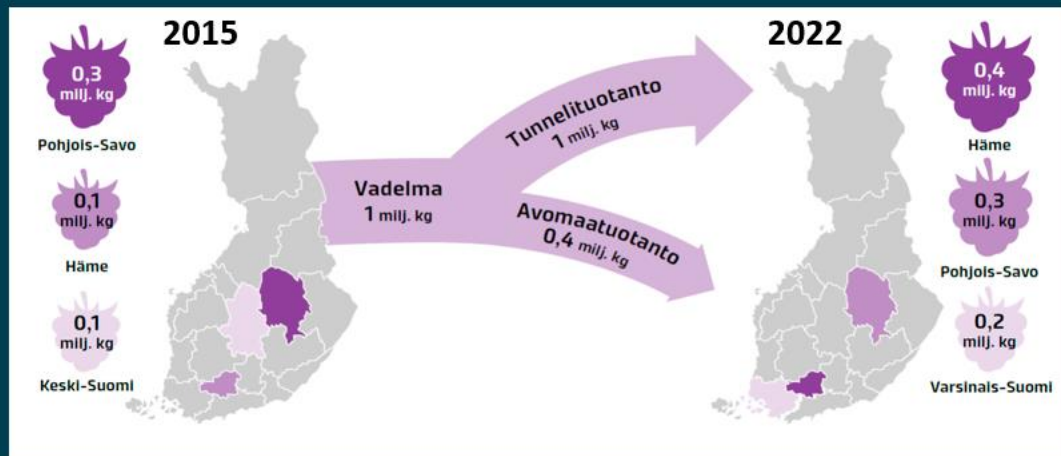 2015
0,3
milj. kg
Pohjois-Savo
0,1
milj. kg
Häme
0,1
milj. kg
Keski-Suomi
Vadelma
1 milj. kg
Tunnelituotanto
1 milj. kg
Avomaatuotanto
0,4 milj. kg
2022
0,4
milj. kg
Häme
0,3
milj. kg
Pohjois-Savo
0,2
milj. kg
Varsinais-Suomi